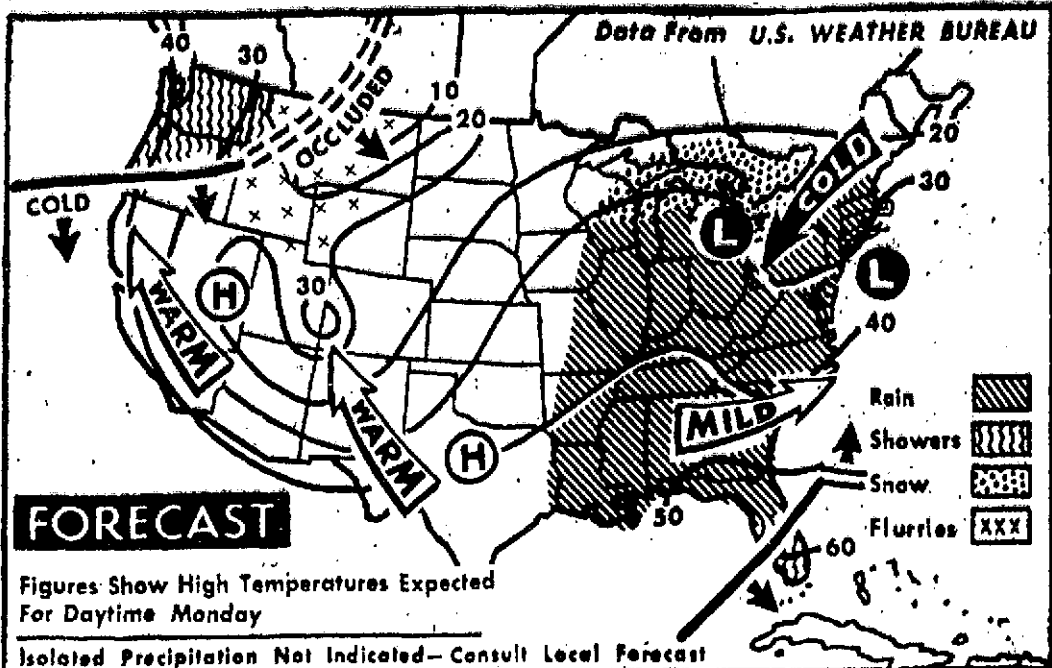 Data From U.S. WEATHER BUREAU
40
30
OCCLUDED
10
20
COLD
20
30
COLD
L
H
WARM
30
L
40
WARM
H
MILD
Rain
Showers
Snow
Flurries XXX
50
60
FORECAST
Figures Show High Temperatures Expected
For Daytime Monday
Isolated Precipitation Not Indicated—Consult Local Forecast